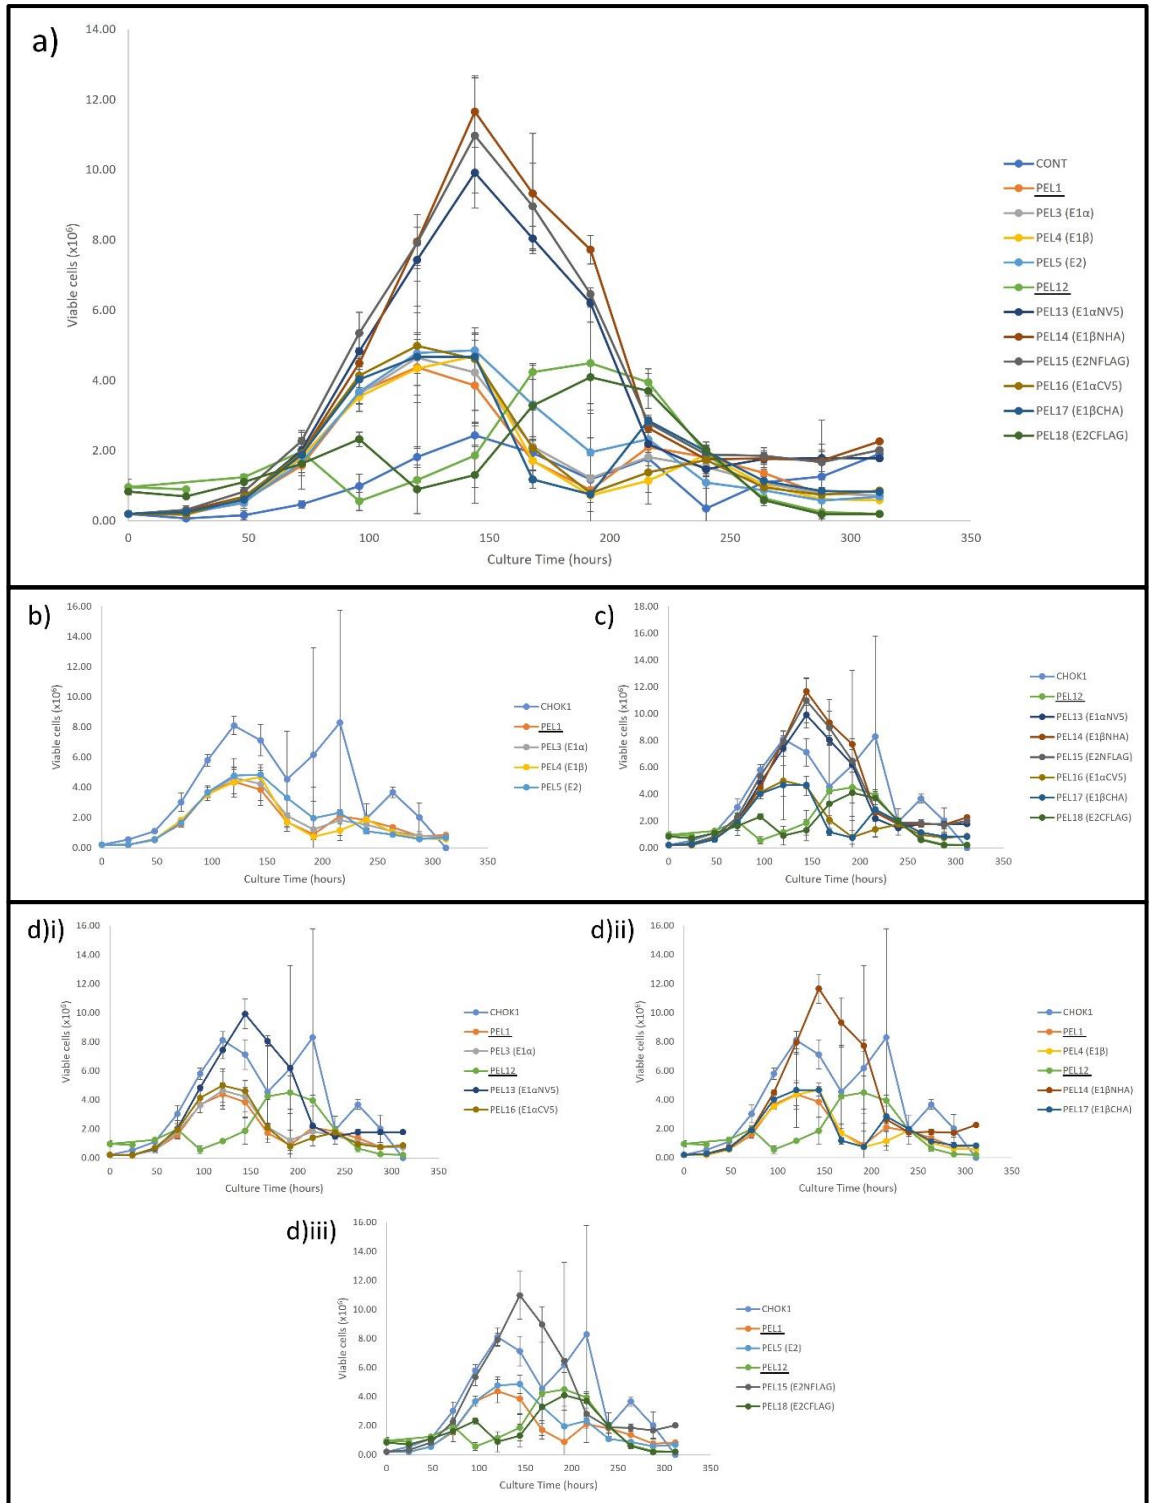 a)
14.00
12.00
10.00
8.00
6.00
4.00
2.00
0.00
Viable cells (x10⁶)
0 50 100 150 200 250 300 350
Culture Time (hours)
CONT
PEL1
PEL3 (E1α)
PEL4 (E1β)
PEL5 (E2)
PEL12
PEL13 (E1αNV5)
PEL14 (E1βNHA)
PEL15 (E2NFLAG)
PEL16 (E1αCV5)
PEL17 (E1βCHA)
PEL18 (E2CFLAG)
b)
16.00
14.00
12.00
10.00
8.00
6.00
4.00
2.00
0.00
Viable cells (x10⁶)
0 50 100 150 200 250 300 350
Culture Time (hours)
CHOK1
PEL1
PEL3 (E1α)
PEL4 (E1β)
PEL5 (E2)
c)
18.00
16.00
14.00
12.00
10.00
8.00
6.00
4.00
2.00
0.00
Viable cells (x10⁶)
0 50 100 150 200 250 300 350
Culture Time (hours)
CHOK1
PEL12
PEL13 (E1αNV5)
PEL14 (E1βNHA)
PEL15 (E2NFLAG)
PEL16 (E1αCV5)
PEL17 (E1βCHA)
PEL18 (E2CFLAG)
d)i)
16.00
14.00
12.00
10.00
8.00
6.00
4.00
2.00
0.00
Viable cells (x10⁶)
0 50 100 150 200 250 300 350
Culture Time (hours)
CHOK1
PEL1
PEL3 (E1α)
PEL12
PEL13 (E1αNV5)
PEL16 (E1αCV5)
d)ii)
16.00
14.00
12.00
10.00
8.00
6.00
4.00
2.00
0.00
Viable cells (x10⁶)
0 50 100 150 200 250 300 350
Culture Time (hours)
CHOK1
PEL1
PEL4 (E1β)
PEL12
PEL14 (E1βNHA)
PEL17 (E1βCHA)
d)iii)
16.00
14.00
12.00
10.00
8.00
6.00
4.00
2.00
0.00
Viable cells (x10⁶)
0 50 100 150 200 250 300 350
Culture Time (hours)
CHOK1
PEL1
PEL5 (E2)
PEL12
PEL15 (E2NFLAG)
PEL18 (E2CFLAG)